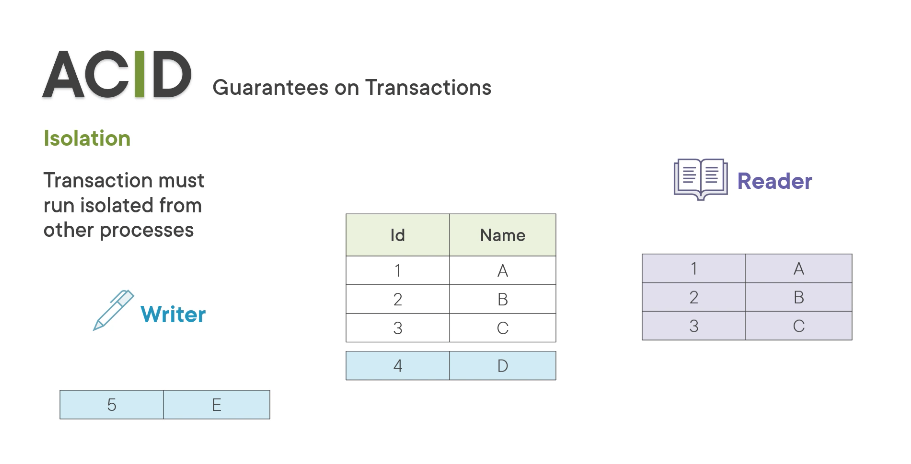 ACID Guarantees on Transactions
Isolation
Transaction must
run isolated from
other processes
Writer
5 E
Id Name
1 A
2 B
3 C
4 D
Reader
1 A
2 B
3 C